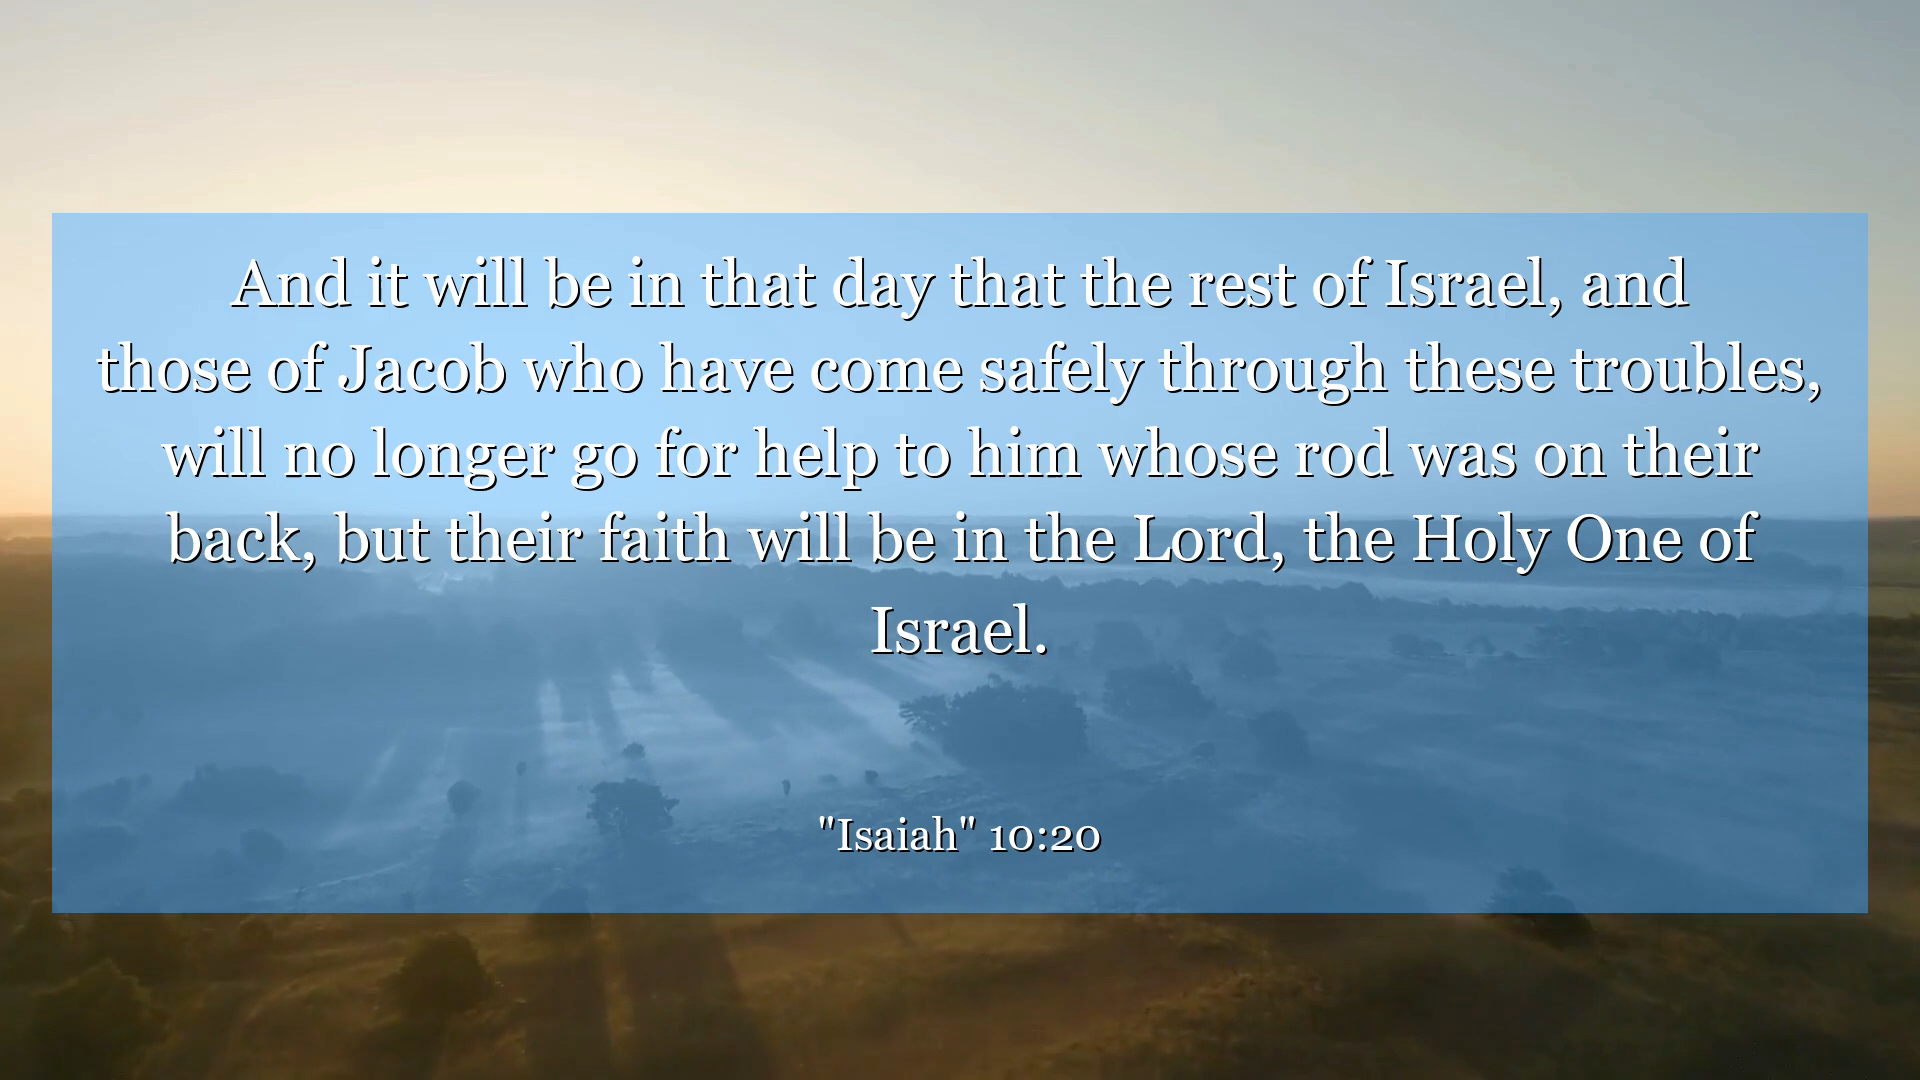 And it will be in that day that the rest of Israel, and
those of Jacob who have come safely through these troubles,
will no longer go for help to him whose rod was on their
back, but their faith will be in the Lord, the Holy One of
Israel.
"Isaiah" 10:20